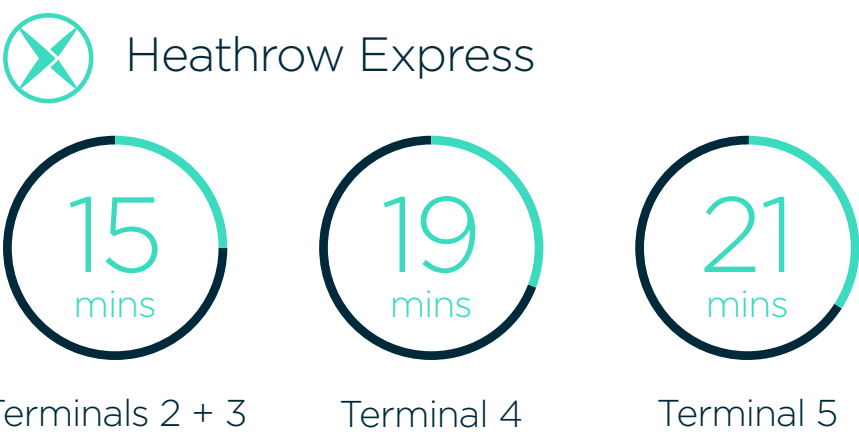 Heathrow Express
15
mins
19
mins
21
mins
Terminals 2 + 3
Terminal 4
Terminal 5